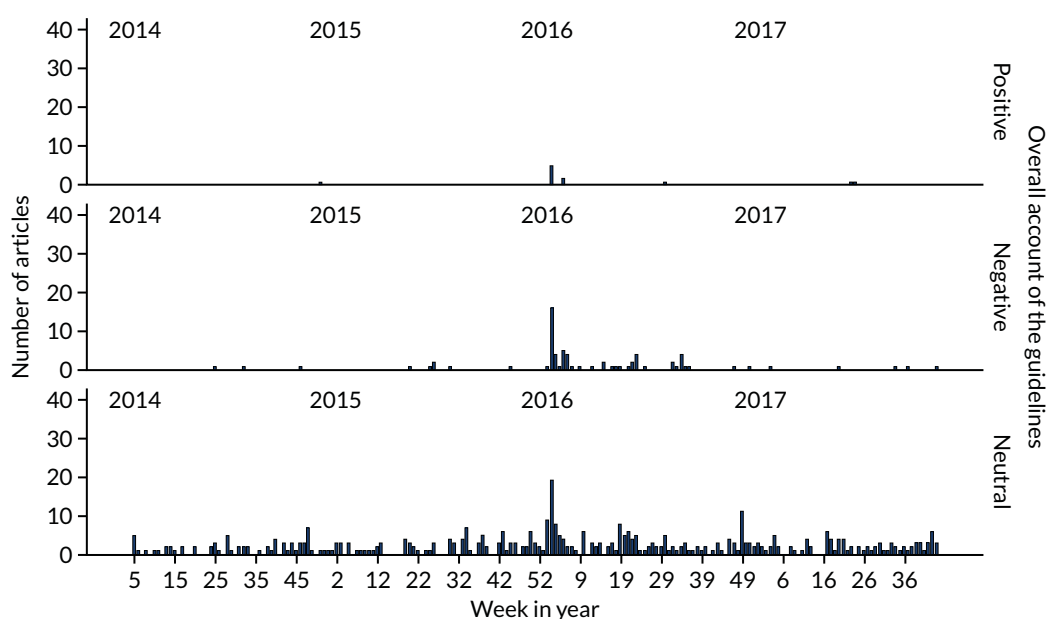 40
2014 2015 2016 2017
30
20
10
0
Positive
40
2014 2015 2016 2017
30
20
10
0
Negative
40
2014 2015 2016 2017
30
20
10
0
Neutral
Number of articles
Overall account of the guidelines
5 15 25 35 45 2 12 22 32 42 52 9 19 29 39 49 6 16 26 36
Week in year